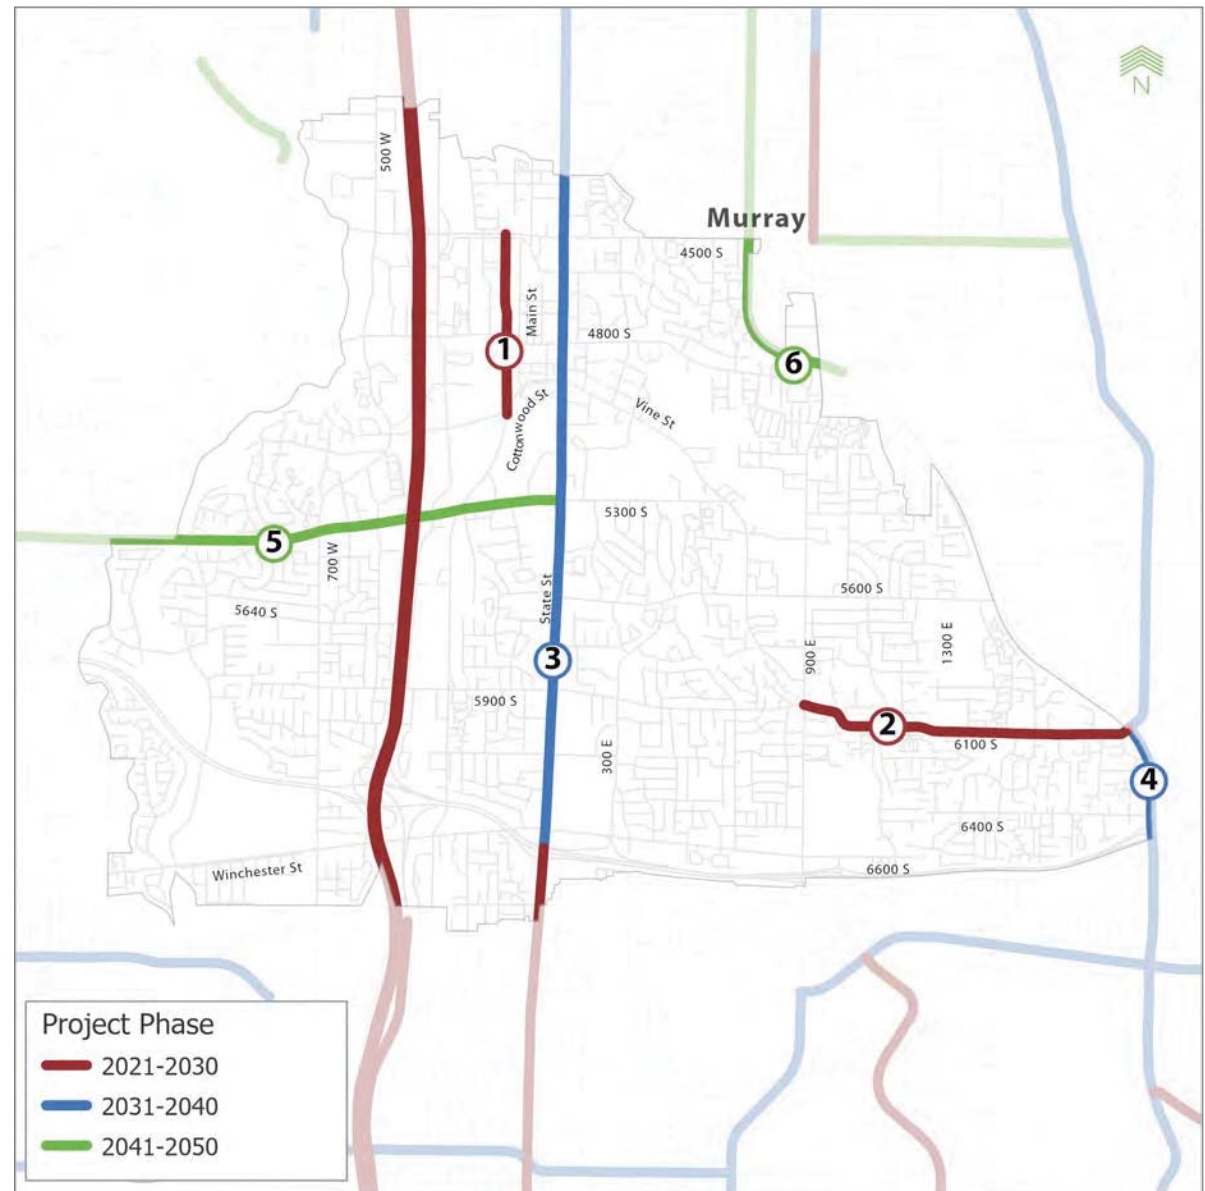 N
500 W
Murray
4500 S
Main St
4800 S
1
6
Cottonwood St
Vine St
5300 S
5
700 W
5600 S
5640 S
State St
1300 E
900 E
3
5900 S
2
6100 S
300 E
4
6400 S
6600 S
Winchester St
Project Phase
2021-2030
2031-2040
2041-2050